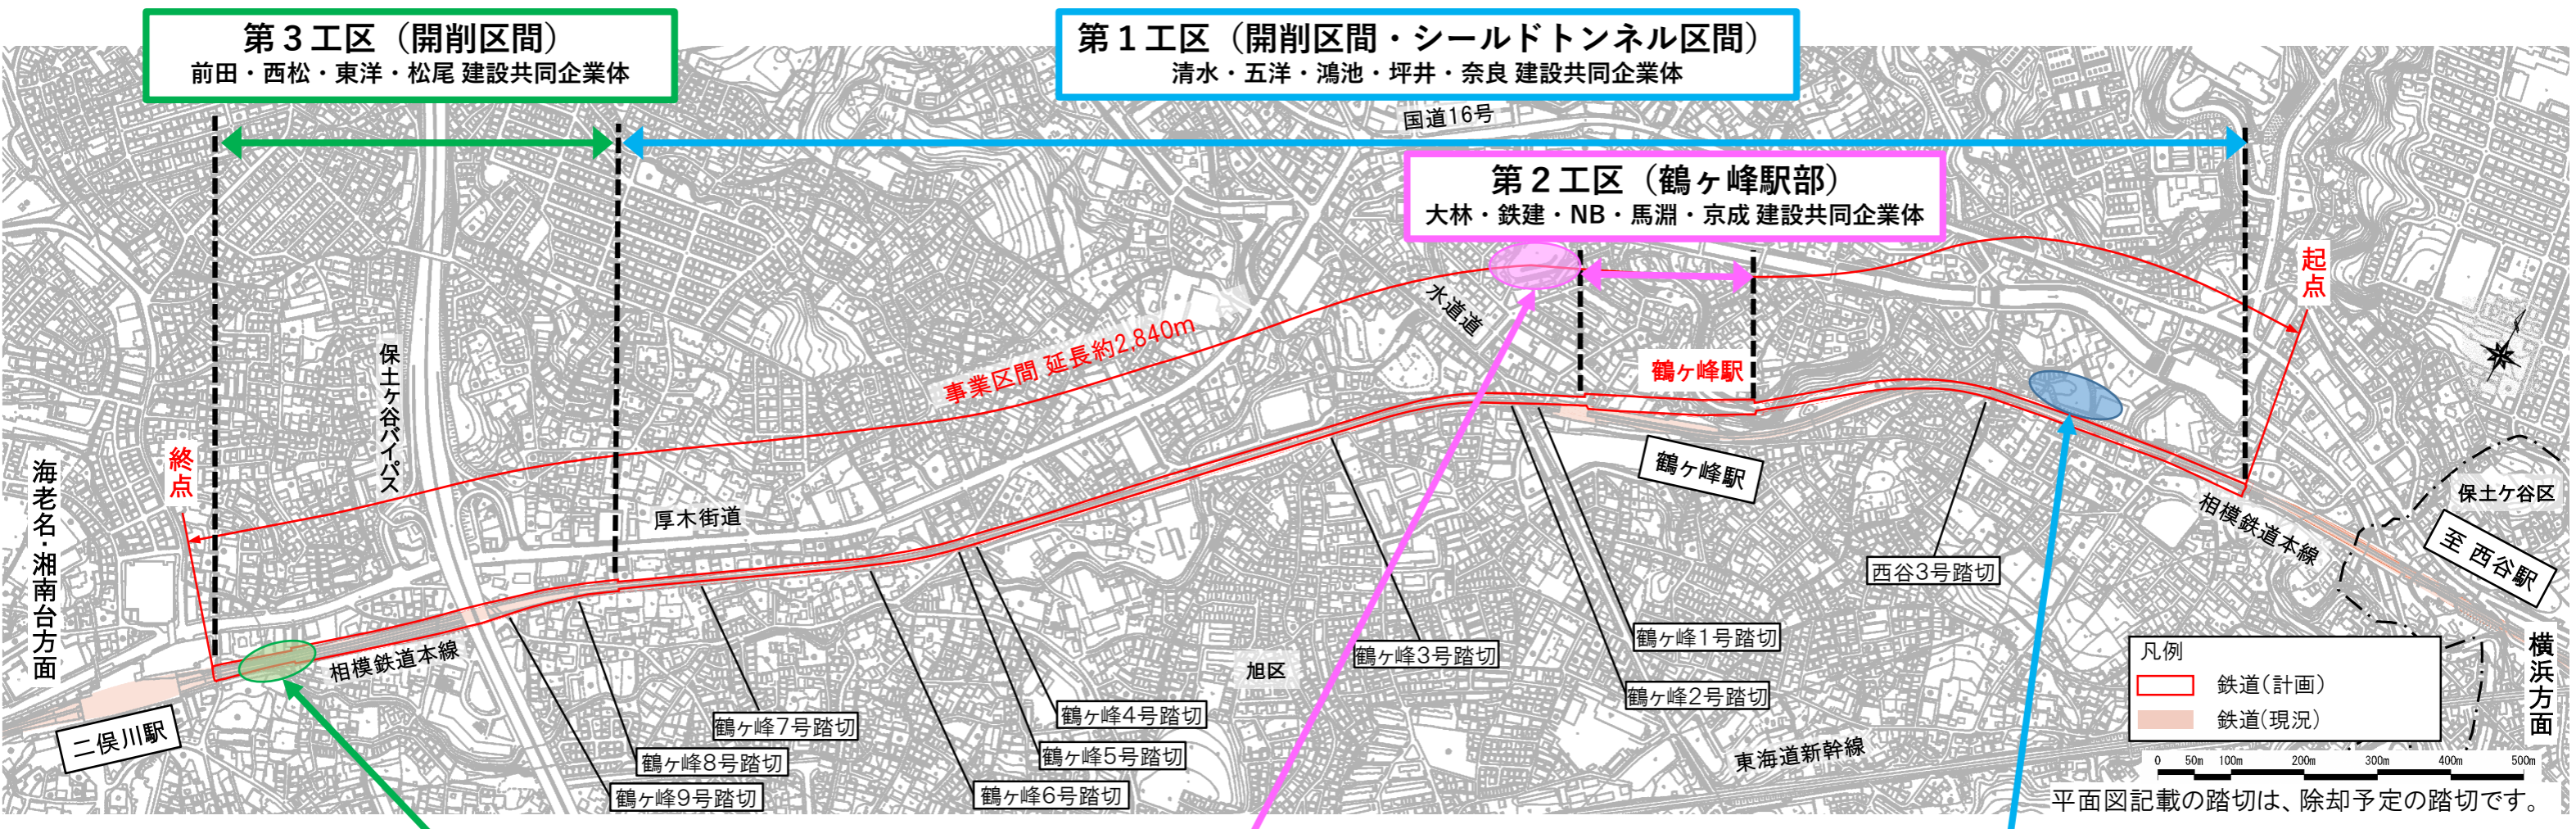 第３工区（開削区間）
前田・西松・東洋・松尾 建設共同企業体
第１工区（開削区間・シールドトンネル区間）
清水・五洋・鴻池・坪井・奈良 建設共同企業体
国道16号
第２工区（鶴ヶ峰駅部）
大林・鉄建・NB・馬淵・京成 建設共同企業体
起点
水道道
事業区間 延長約2,840m
鶴ヶ峰駅
保土ヶ谷バイパス
終点
海老名・湘南台方面
厚木街道
鶴ヶ峰駅
保土ケ谷区
相模鉄道本線
至 西谷駅
西谷3号踏切
相模鉄道本線
二俣川駅
鶴ヶ峰1号踏切
鶴ヶ峰2号踏切
鶴ヶ峰3号踏切
旭区
鶴ヶ峰4号踏切
鶴ヶ峰5号踏切
鶴ヶ峰6号踏切
鶴ヶ峰7号踏切
鶴ヶ峰8号踏切
鶴ヶ峰9号踏切
東海道新幹線
横浜方面
凡例
鉄道(計画)
鉄道(現況)
0 50m 100m 200m 300m 400m 500m
平面図記載の踏切は、除却予定の踏切です。